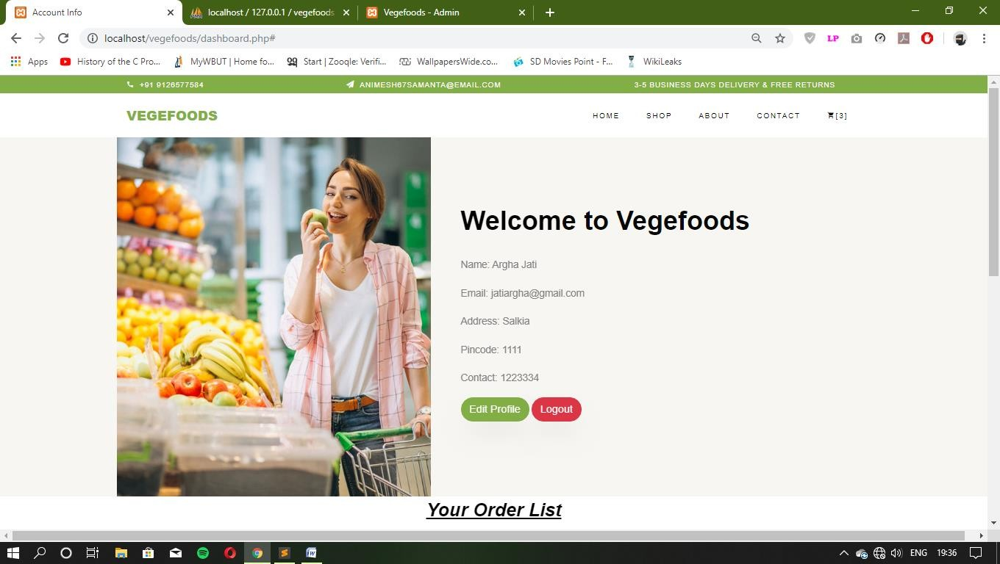 Account Info
localhost / 127.0.0.1 / vegefoods
Vegefoods - Admin
localhost/vegefoods/dashboard.php#
LP
Apps
History of the C Pro...
MyWBUT | Home fo...
Start | Zooqle: Verifi...
WallpapersWide.co...
SD Movies Point - F...
WikiLeaks
+91 9126577584
ANIMESH67SAMANTA@EMAIL.COM
3-5 BUSINESS DAYS DELIVERY & FREE RETURNS
VEGEFOODS
HOME
SHOP
ABOUT
CONTACT
[3]
Welcome to Vegefoods
Name: Argha Jati
Email: jatiargha@gmail.com
Address: Salkia
Pincode: 1111
Contact: 1223334
Edit Profile
Logout
Your Order List
ENG
19:36